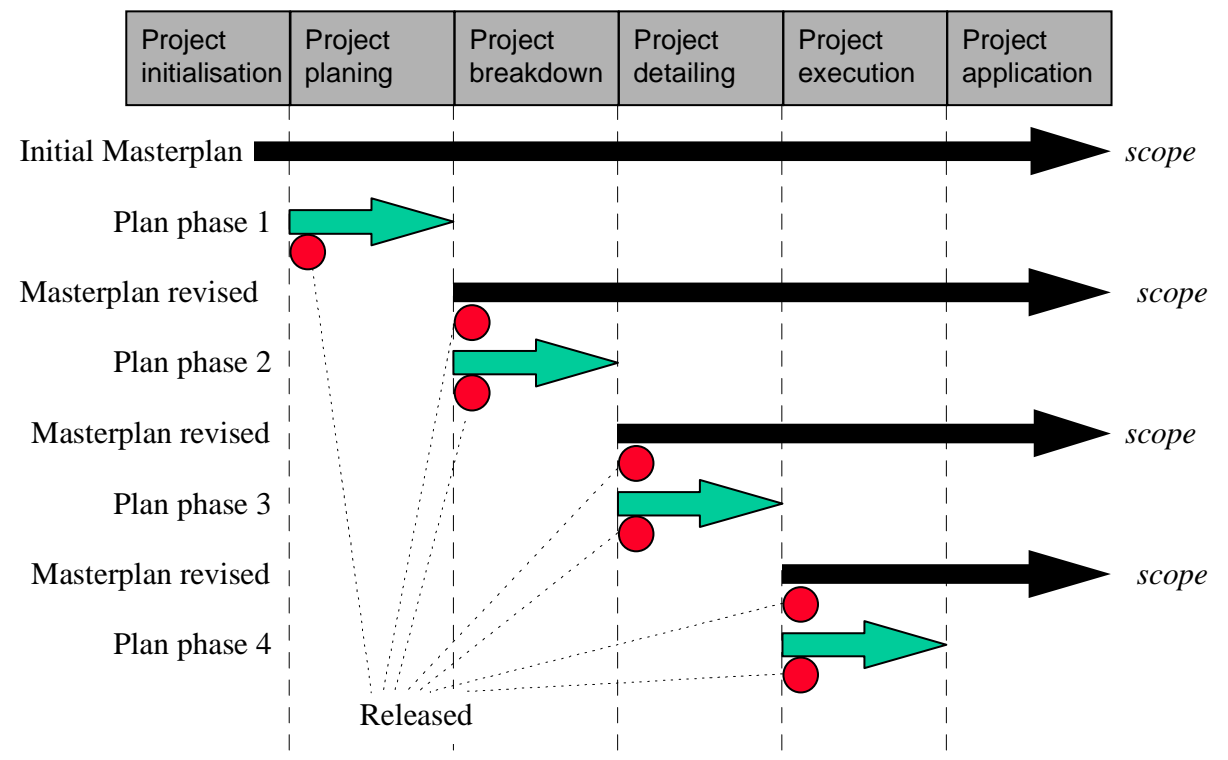 Project initialisation
Project planing
Project breakdown
Project detailing
Project execution
Project application
Initial Masterplan scope
Plan phase 1
Masterplan revised scope
Plan phase 2
Masterplan revised scope
Plan phase 3
Masterplan revised scope
Plan phase 4
Released